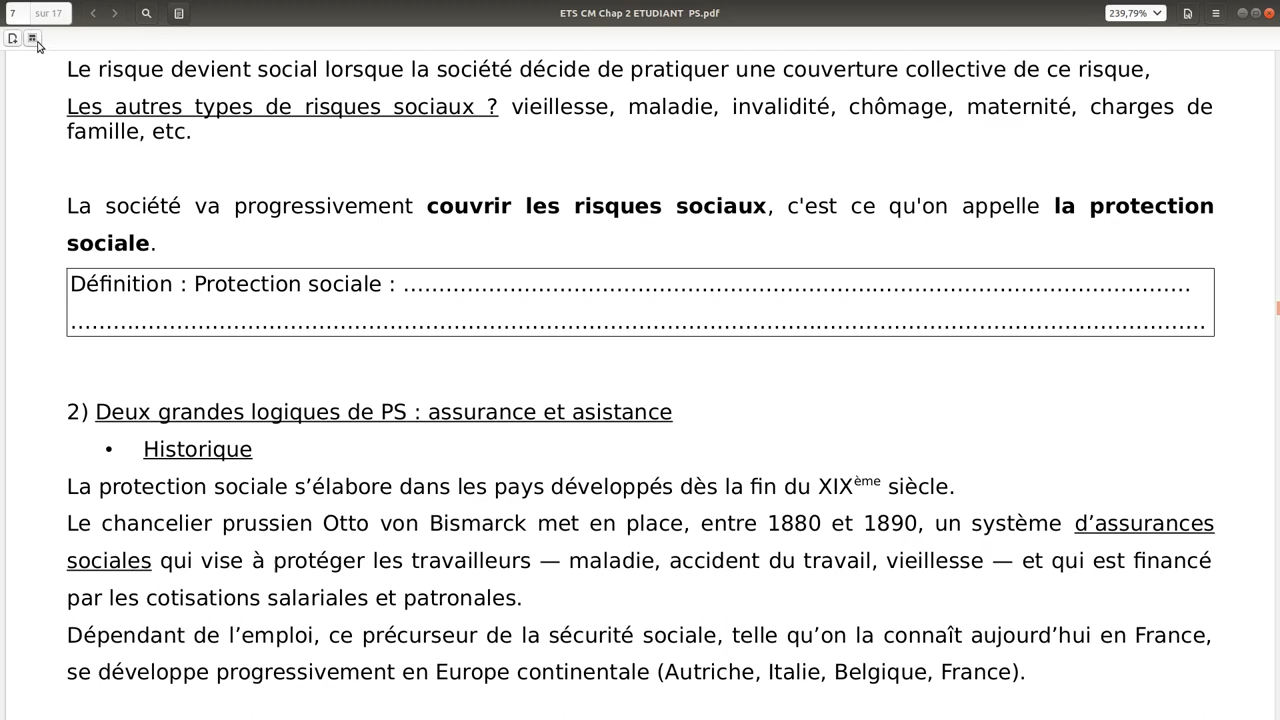 7 sur 17 ETS CM Chap 2 ETUDIANT PS.pdf 239,79%
Le risque devient social lorsque la société décide de pratiquer une couverture collective de ce risque,
Les autres types de risques sociaux ? vieillesse, maladie, invalidité, chômage, maternité, charges de
famille, etc.
La société va progressivement couvrir les risques sociaux, c'est ce qu'on appelle la protection
sociale.
Définition : Protection sociale : ……………………………………………………………………………………………………
…………………………………………………………………………………………………………………………………………………
2) Deux grandes logiques de PS : assurance et asistance
• Historique
La protection sociale s’élabore dans les pays développés dès la fin du XIXème siècle.
Le chancelier prussien Otto von Bismarck met en place, entre 1880 et 1890, un système d’assurances
sociales qui vise à protéger les travailleurs — maladie, accident du travail, vieillesse — et qui est financé
par les cotisations salariales et patronales.
Dépendant de l’emploi, ce précurseur de la sécurité sociale, telle qu’on la connaît aujourd’hui en France,
se développe progressivement en Europe continentale (Autriche, Italie, Belgique, France).